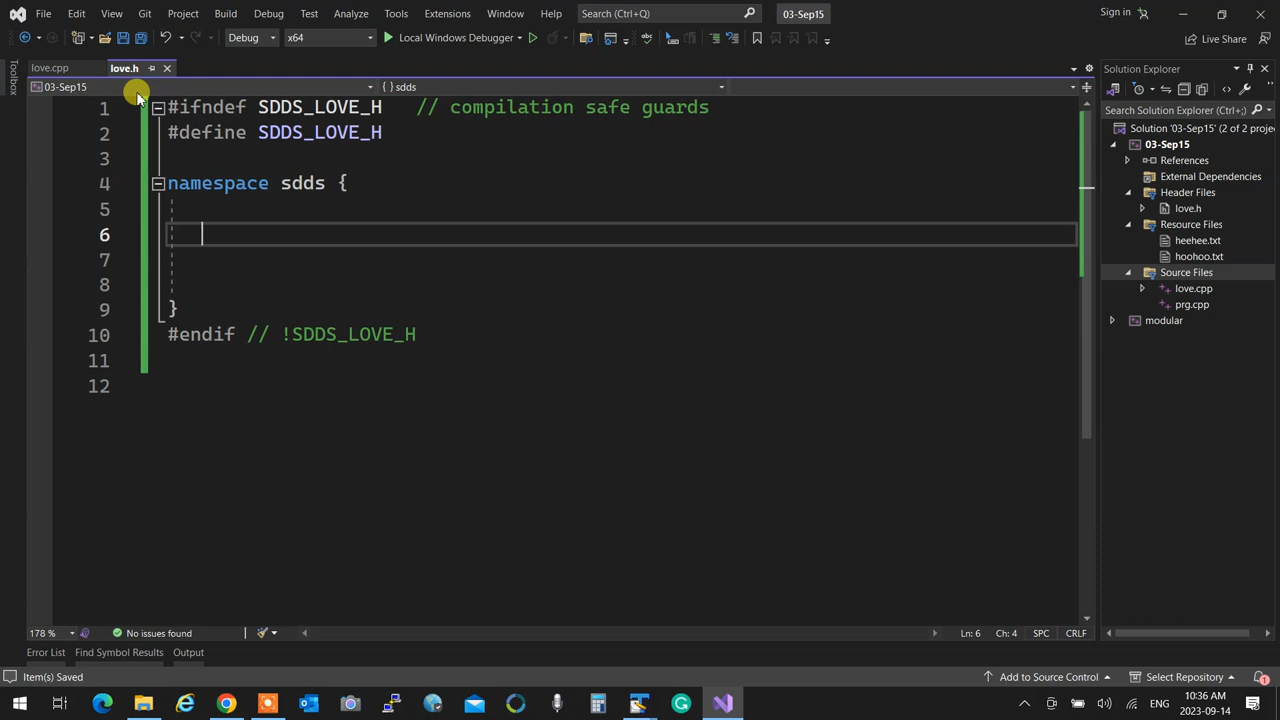 File Edit View Git Project Build Debug Test Analyze Tools Extensions Window Help Search (Ctrl+Q) 03-Sep15 Sign in
Debug x64 Local Windows Debugger Live Share
Toolbox
love.cpp love.h
03-Sep15 { } sdds
1 #ifndef SDDS_LOVE_H // compilation safe guards
2 #define SDDS_LOVE_H
3
4 namespace sdds {
5
6
7
8
9 }
10 #endif // !SDDS_LOVE_H
11
12
Solution Explorer
Search Solution Explorer (Ctrl+;)
Solution '03-Sep15' (2 of 2 proje
03-Sep15
References
External Dependencies
Header Files
love.h
Resource Files
heehee.txt
hoohoo.txt
Source Files
love.cpp
prg.cpp
modular
178 % No issues found Ln: 6 Ch: 4 SPC CRLF
Error List Find Symbol Results Output
Item(s) Saved Add to Source Control Select Repository 1
ENG 10:36 AM
2023-09-14